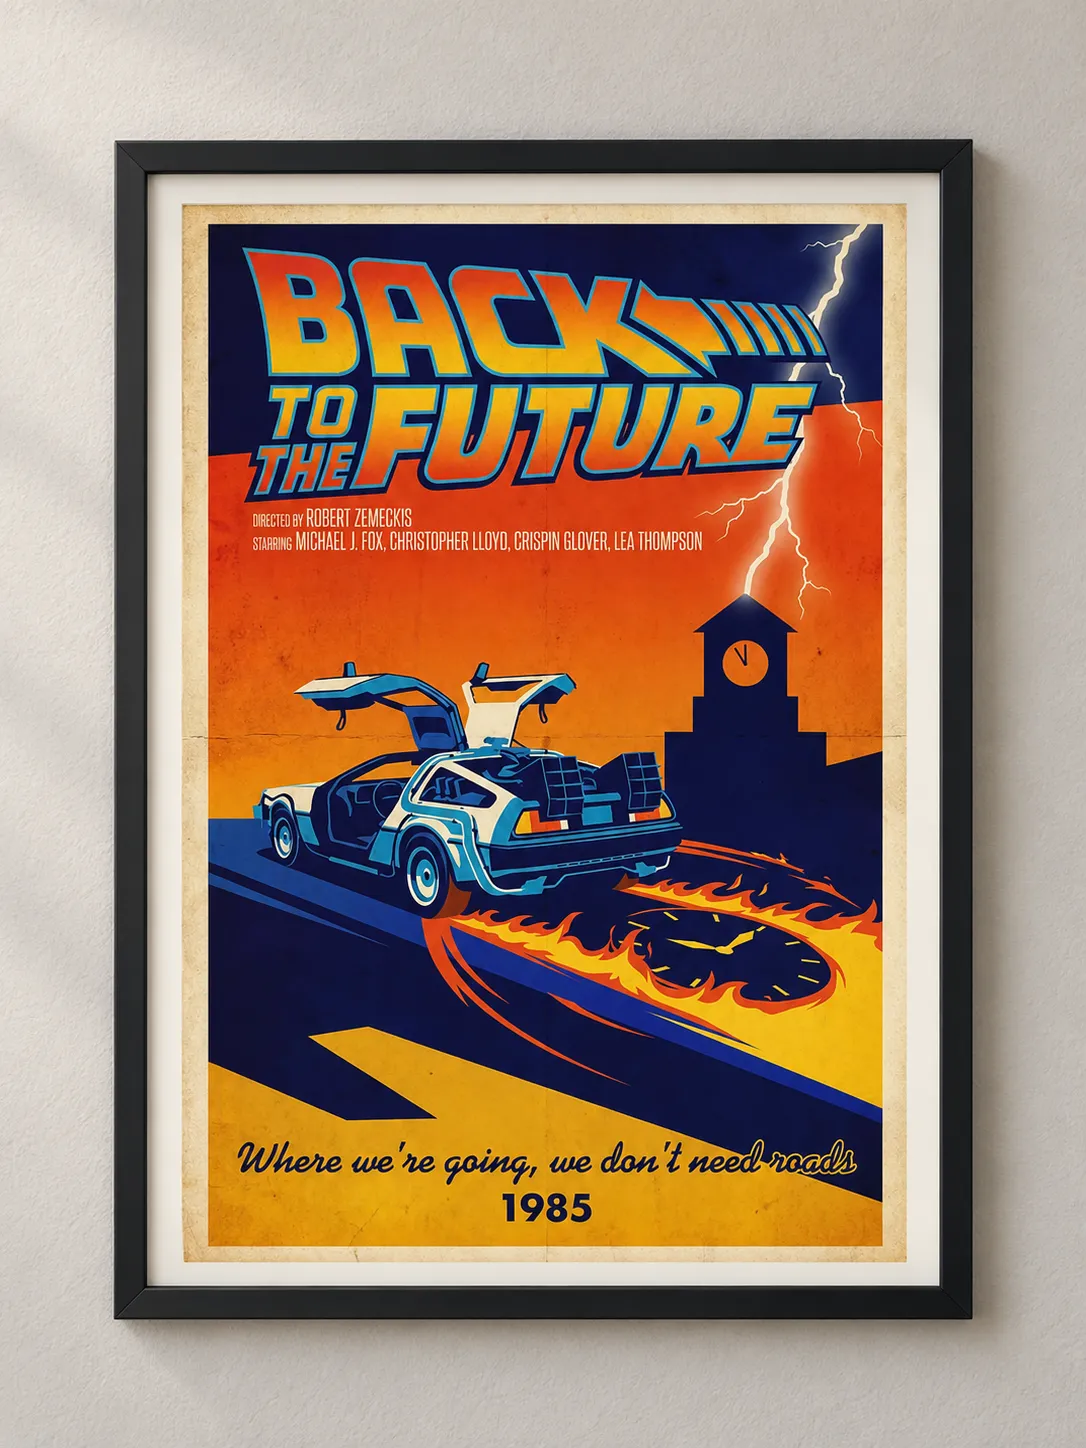 BACK
TO
THE FUTURE
DIRECTED BY ROBERT ZEMECKIS
STARRING MICHAEL J. FOX, CHRISTOPHER LLOYD, CRISPIN GLOVER, LEA THOMPSON
Where we're going, we don't need roads
1985